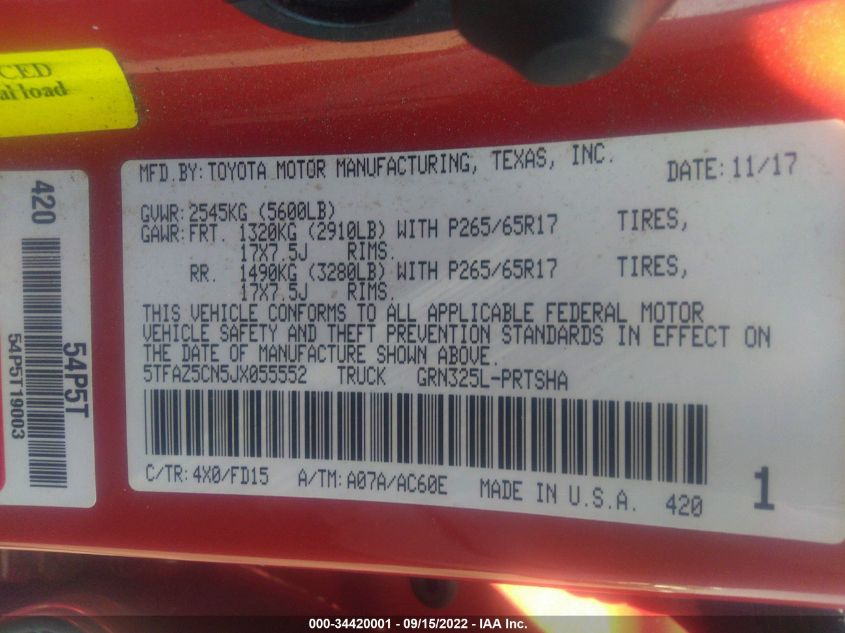 CED
al load
420
54P5T
54P5T19003
MFD.BY:TOYOTA MOTOR MANUFACTURING, TEXAS, INC. DATE:11/17
GVWR:2545KG (5600LB)
GAWR:FRT. 1320KG (2910LB) WITH P265/65R17 TIRES,
17X7.5J RIMS.
RR. 1490KG (3280LB) WITH P265/65R17 TIRES,
17X7.5J RIMS.
THIS VEHICLE CONFORMS TO ALL APPLICABLE FEDERAL MOTOR
VEHICLE SAFETY AND THEFT PREVENTION STANDARDS IN EFFECT ON
THE DATE OF MANUFACTURE SHOWN ABOVE.
5TFAZ5CN5JX055552 TRUCK GRN325L-PRTSHA
C/TR:4X0/FD15 A/TM:A07A/AC60E MADE IN U.S.A. 420 1
000-34420001 - 09/15/2022 - IAA Inc.